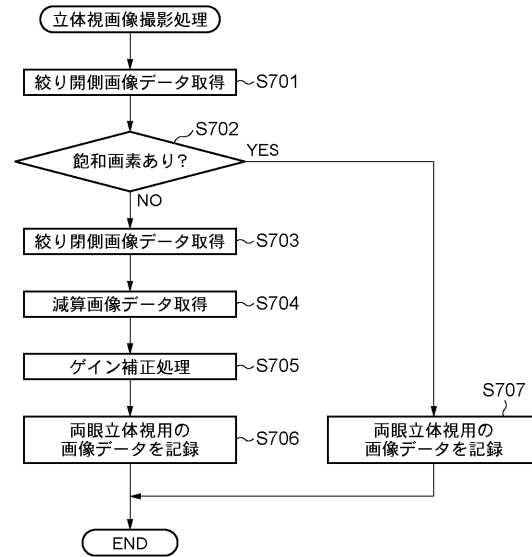 立体視画像撮影処理
絞り開側画像データ取得 S701
S702
飽和画素あり?
YES
NO
絞り閉側画像データ取得 S703
減算画像データ取得 S704
ゲイン補正処理 S705
S707
両眼立体視用の
画像データを記録
S706
両眼立体視用の
画像データを記録
END